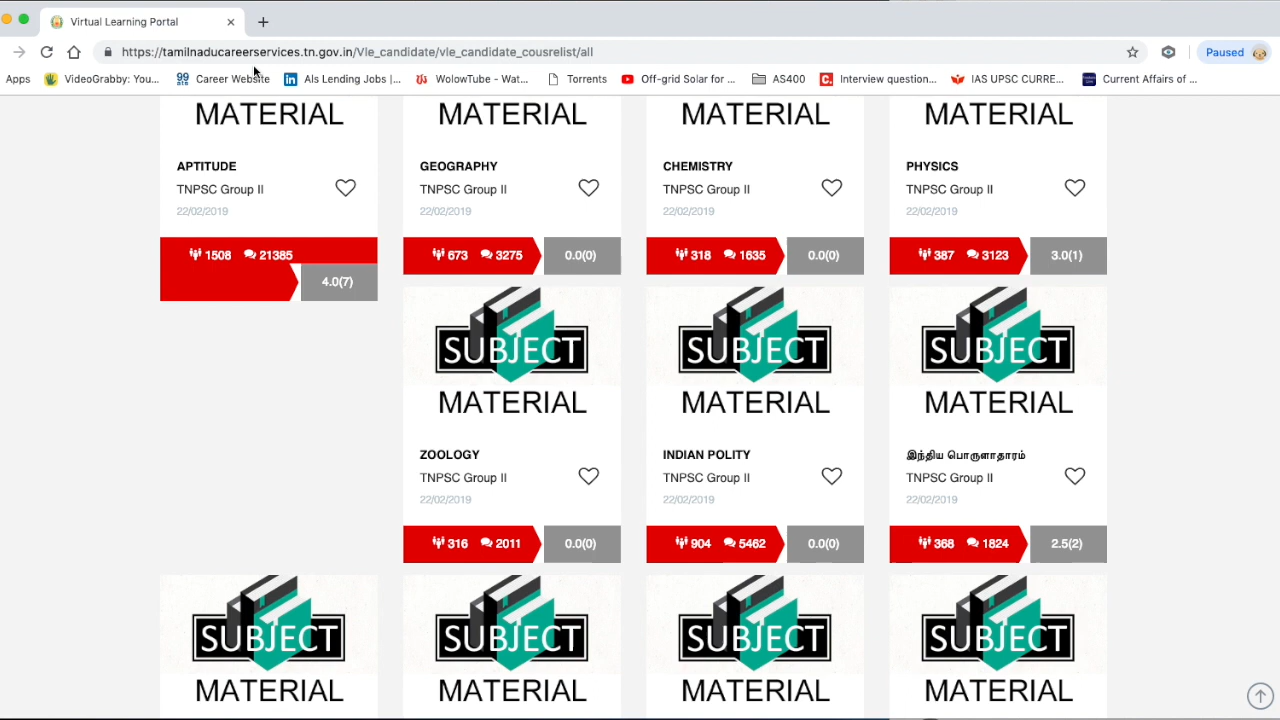 Virtual Learning Portal
https://tamilnaducareerservices.tn.gov.in/Vle_candidate/vle_candidate_cousrelist/all
Paused
Apps VideoGrabby: You... Career Website Als Lending Jobs |... WolowTube - Wat... Torrents Off-grid Solar for ... AS400 Interview question... IAS UPSC CURRE... Current Affairs of ...
MATERIAL MATERIAL MATERIAL MATERIAL
APTITUDE GEOGRAPHY CHEMISTRY PHYSICS
TNPSC Group II TNPSC Group II TNPSC Group II TNPSC Group II
22/02/2019 22/02/2019 22/02/2019 22/02/2019
1508 21385 673 3275 0.0(0) 318 1635 0.0(0) 387 3123 3.0(1)
4.0(7)
SUBJECT SUBJECT SUBJECT
MATERIAL MATERIAL MATERIAL
ZOOLOGY INDIAN POLITY இந்திய பொருளாதாரம்
TNPSC Group II TNPSC Group II TNPSC Group II
22/02/2019 22/02/2019 22/02/2019
316 2011 0.0(0) 904 5462 0.0(0) 368 1824 2.5(2)
SUBJECT SUBJECT SUBJECT SUBJECT
MATERIAL MATERIAL MATERIAL MATERIAL